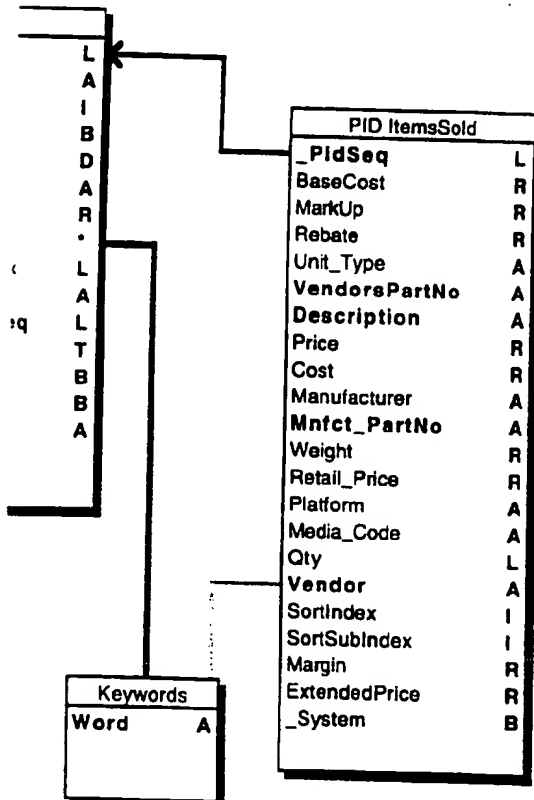 L
A
I
B
D
A
R
*
L
A
L
T
B
B
A
PID ItemsSold
_PidSeq L
BaseCost R
MarkUp R
Rebate R
Unit_Type A
VendorsPartNo A
Description A
Price R
Cost R
Manufacturer A
Mnfct_PartNo A
Weight R
Retail_Price R
Platform A
Media_Code A
Qty L
Vendor A
SortIndex I
SortSubIndex I
Margin R
ExtendedPrice R
_System B
Keywords
Word A